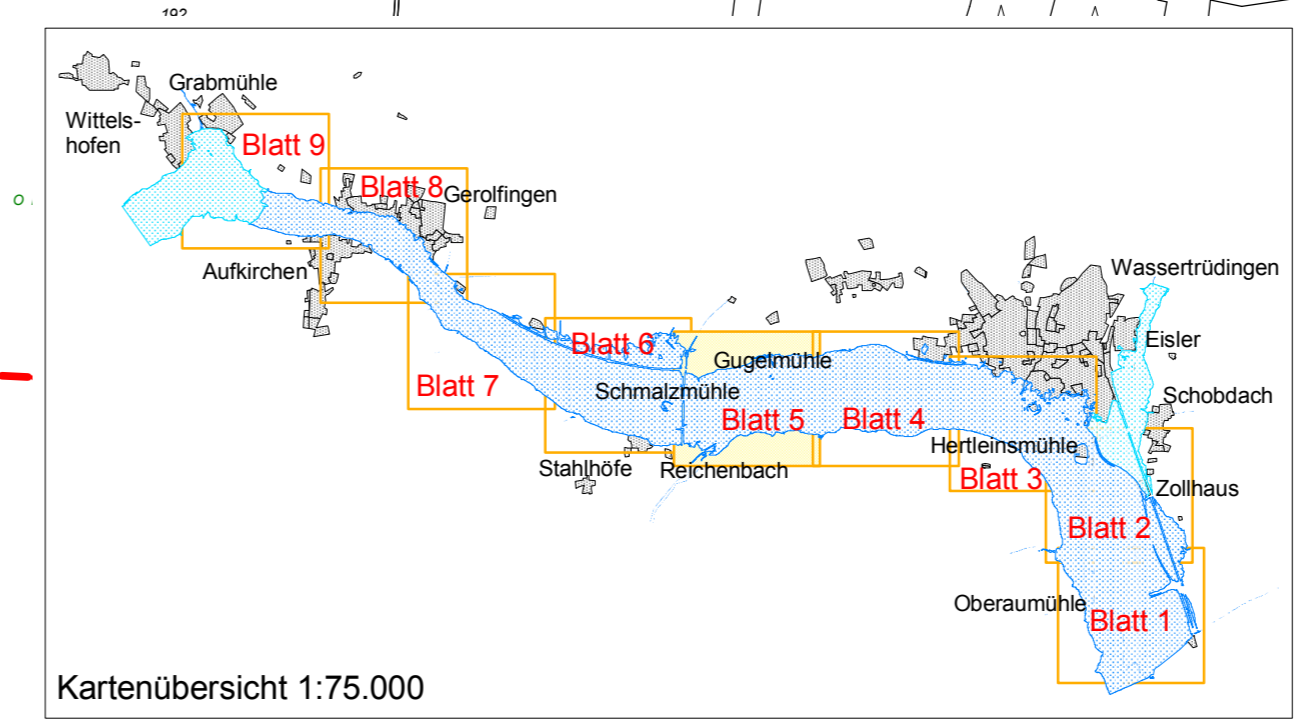 192
Grabmühle
Wittels-
hofen
Blatt 9
Blatt 8
Gerolfingen
Aufkirchen
Wassertrüdingen
Eisler
Blatt 6
Gugelmühle
Blatt 7
Schmalzmühle
Schobdach
Blatt 5
Blatt 4
Hertleinsmühle
Stahlhöfe
Reichenbach
Blatt 3
Zollhaus
Blatt 2
Oberaumühle
Blatt 1
Kartenübersicht 1:75.000